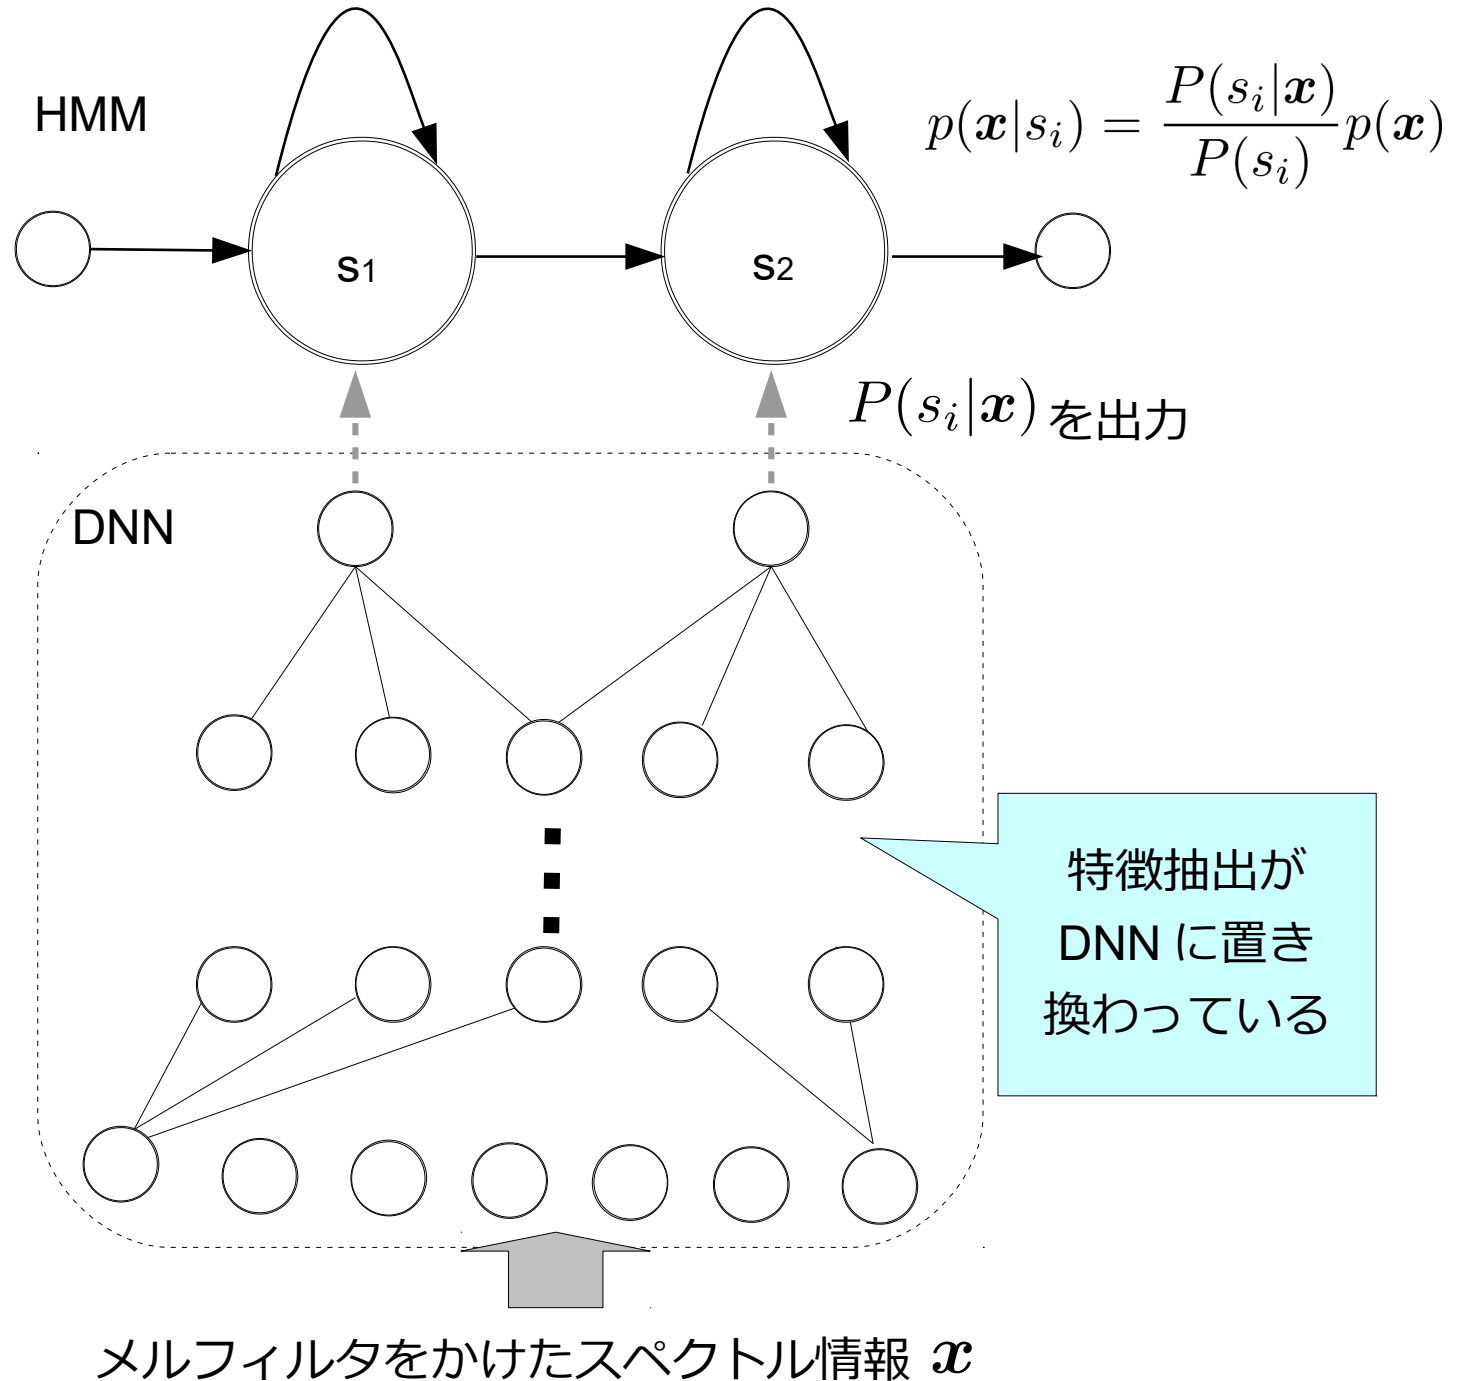 HMM
p(x|s_i) = P(s_i|x) / P(s_i) p(x)
s1
s2
P(s_i|x) を出力
DNN
特徴抽出が
DNN に置き
換わっている
メルフィルタをかけたスペクトル情報 x